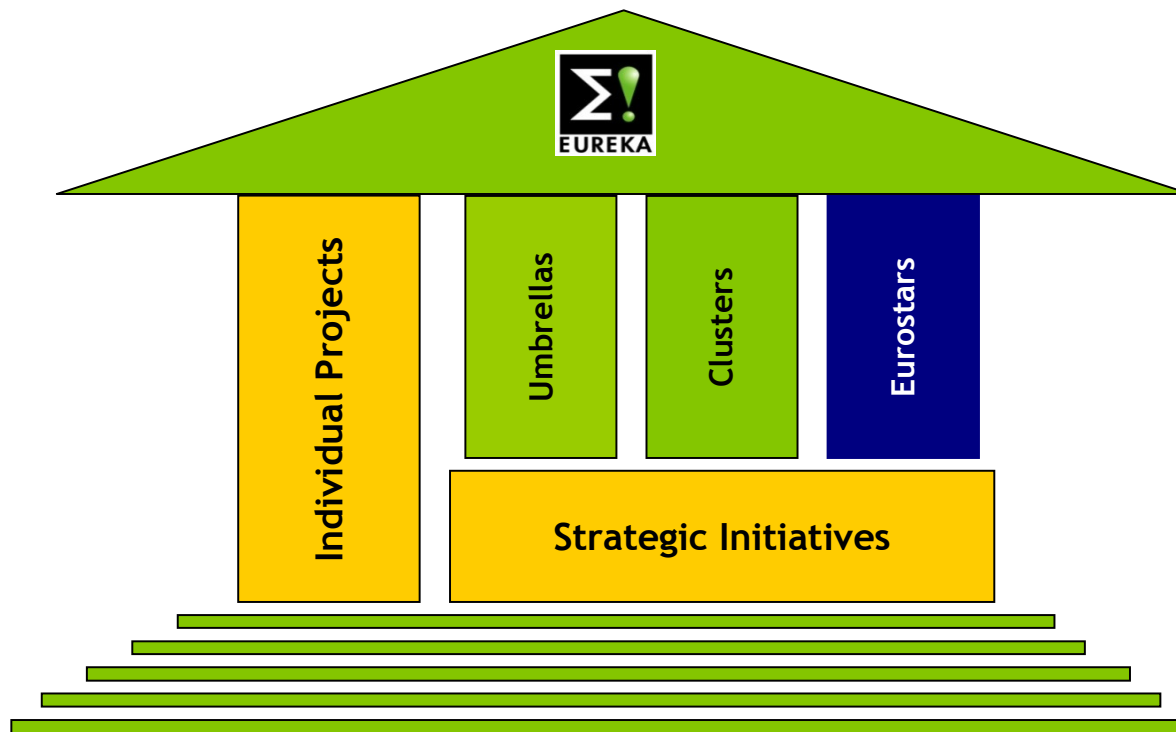 Σ!
EUREKA
Individual Projects
Umbrellas
Clusters
Eurostars
Strategic Initiatives